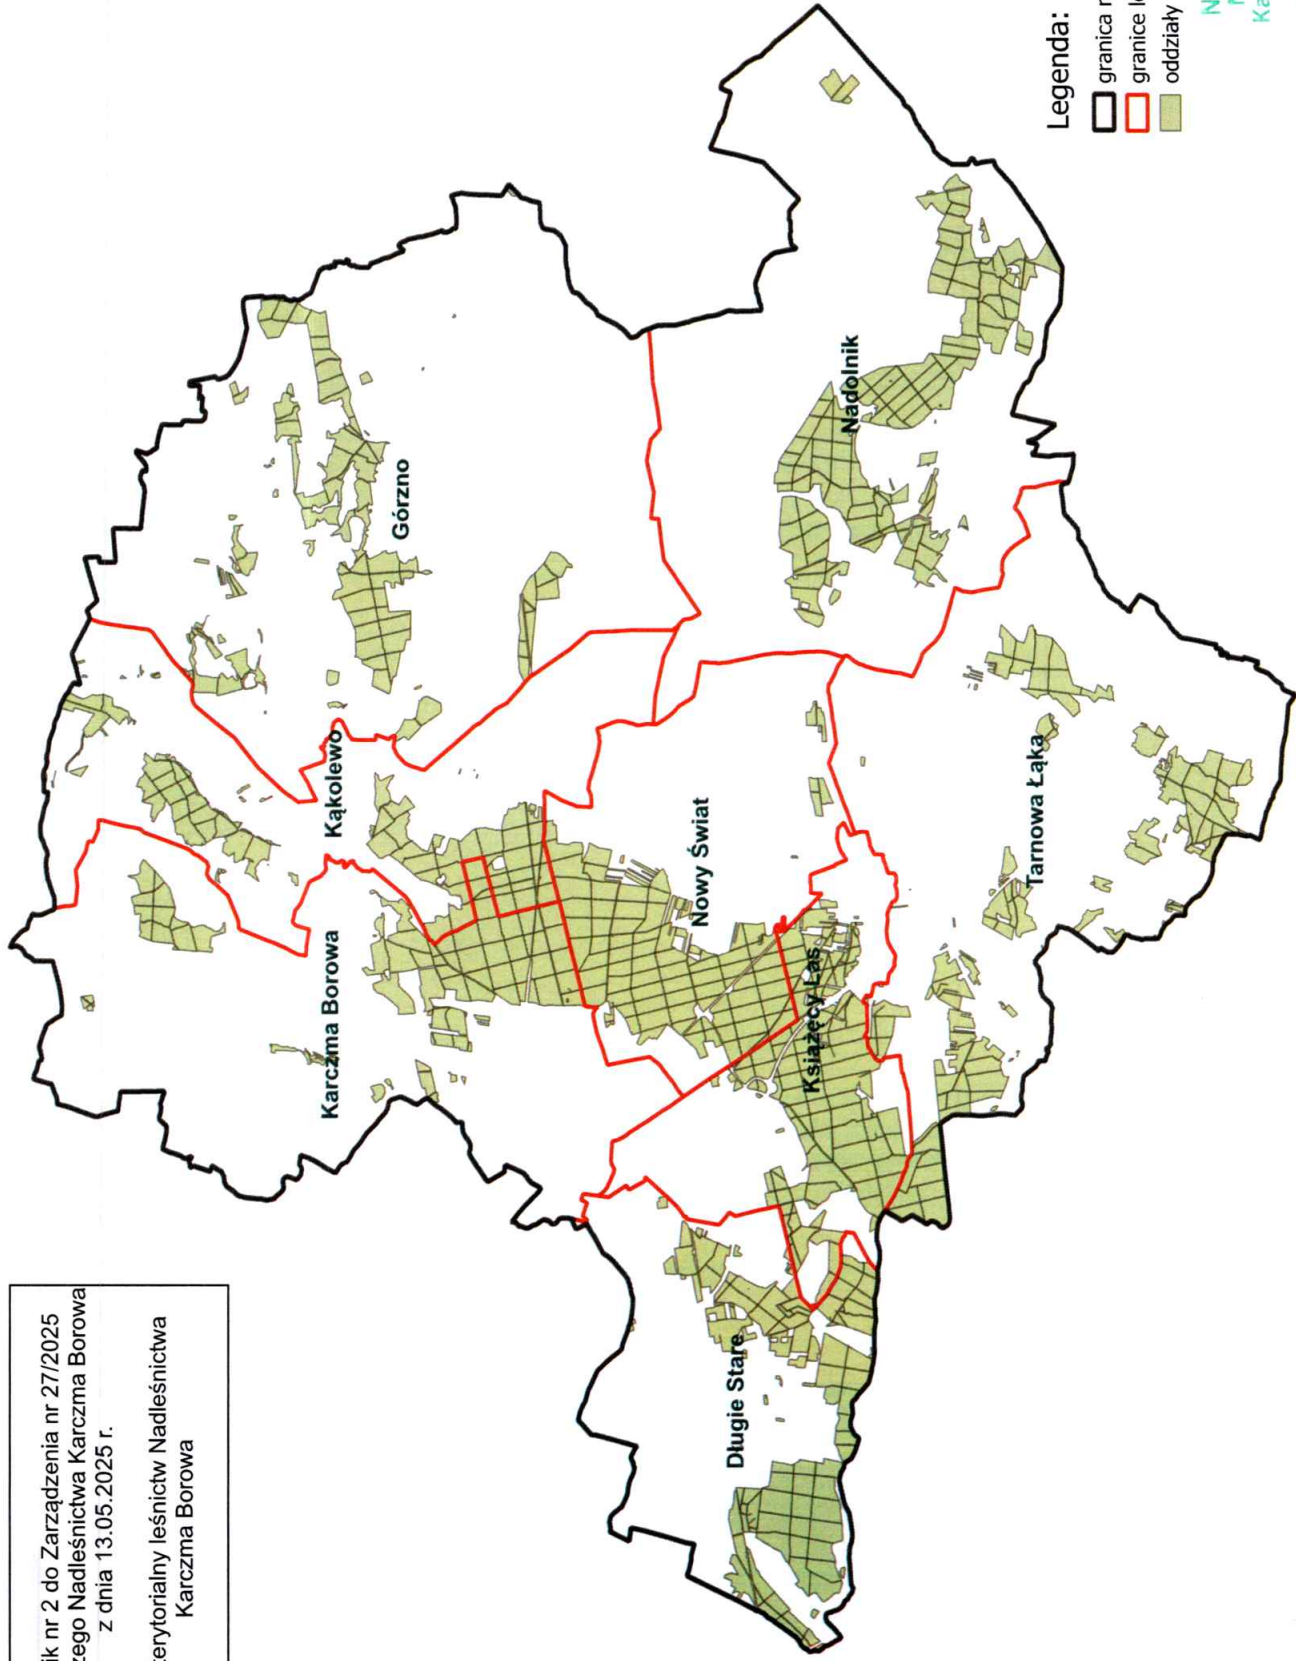 ik nr 2 do Zarządzenia nr 27/2025
zego Nadleśnictwa Karczma Borowa
z dnia 13.05.2025 r.
erytorialny leśnictw Nadleśnictwa
Karczma Borowa
Karczma Borowa
Kąkolewo
Górzno
Długie Stare
Nowy Świat
Książęcy Las
Nadolnik
Tarnowa Łąka
Legenda:
granica
granice
oddziały